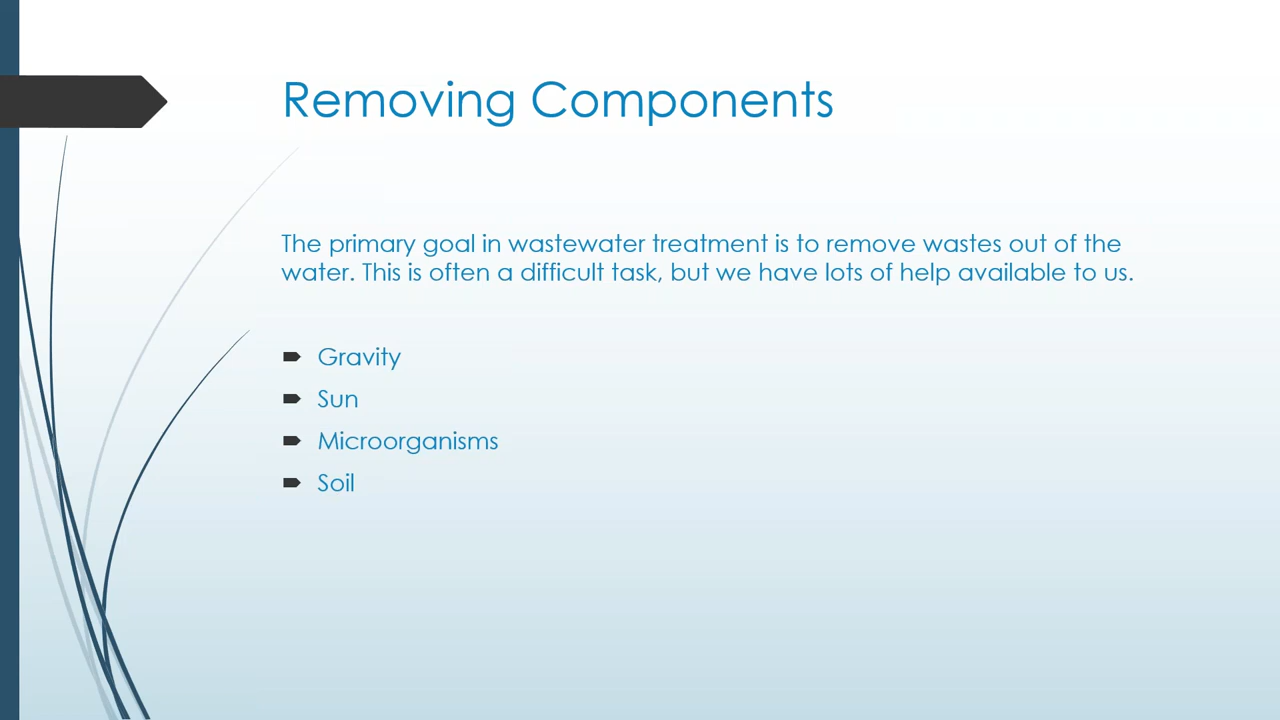 Removing Components
The primary goal in wastewater treatment is to remove wastes out of the
water. This is often a difficult task, but we have lots of help available to us.
Gravity
Sun
Microorganisms
Soil